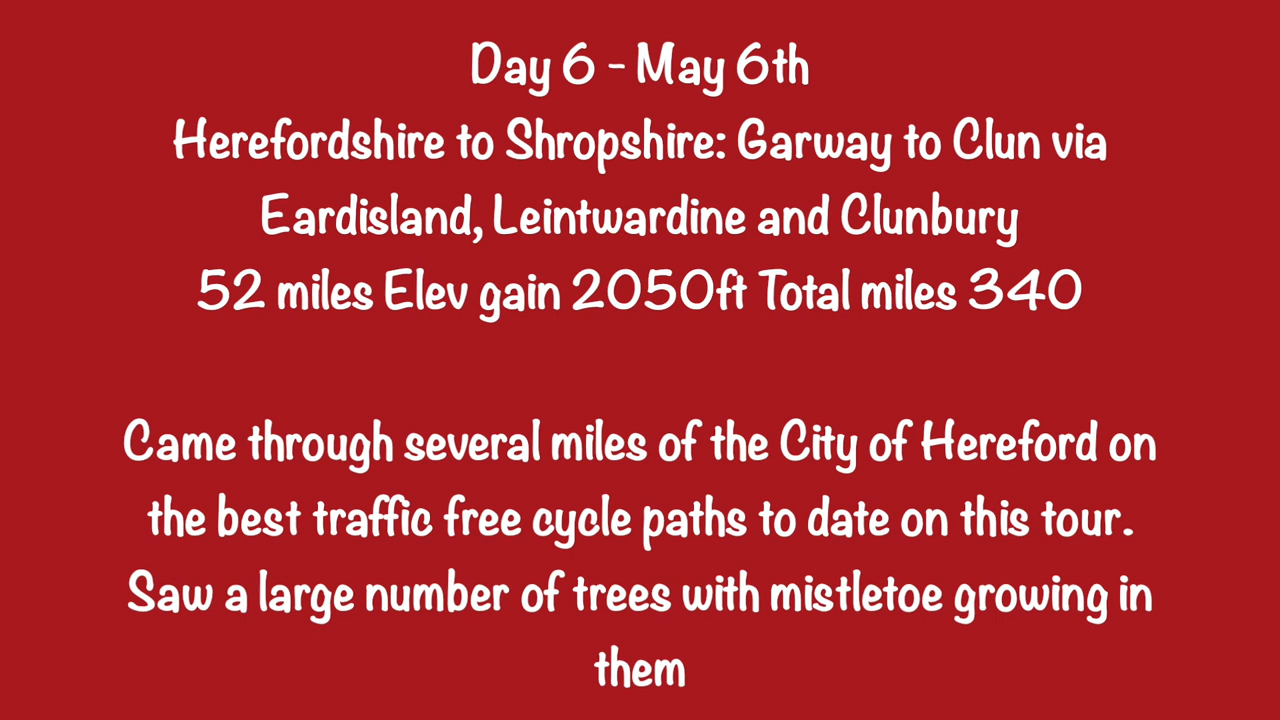 Day 6 - May 6th
Herefordshire to Shropshire: Garway to Clun via
Eardisland, Leintwardine and Clunbury
52 miles Elev gain 2050ft Total miles 340
Came through several miles of the City of Hereford on
the best traffic free cycle paths to date on this tour.
Saw a large number of trees with mistletoe growing in
them